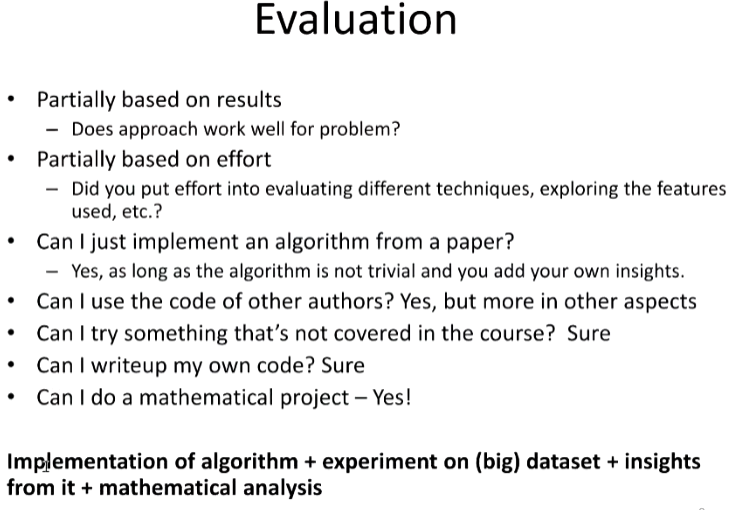 Evaluation
• Partially based on results
– Does approach work well for problem?
• Partially based on effort
– Did you put effort into evaluating different techniques, exploring the features
used, etc.?
• Can I just implement an algorithm from a paper?
– Yes, as long as the algorithm is not trivial and you add your own insights.
• Can I use the code of other authors? Yes, but more in other aspects
• Can I try something that's not covered in the course?  Sure
• Can I writeup my own code? Sure
• Can I do a mathematical project – Yes!
Implementation of algorithm + experiment on (big) dataset + insights
from it + mathematical analysis